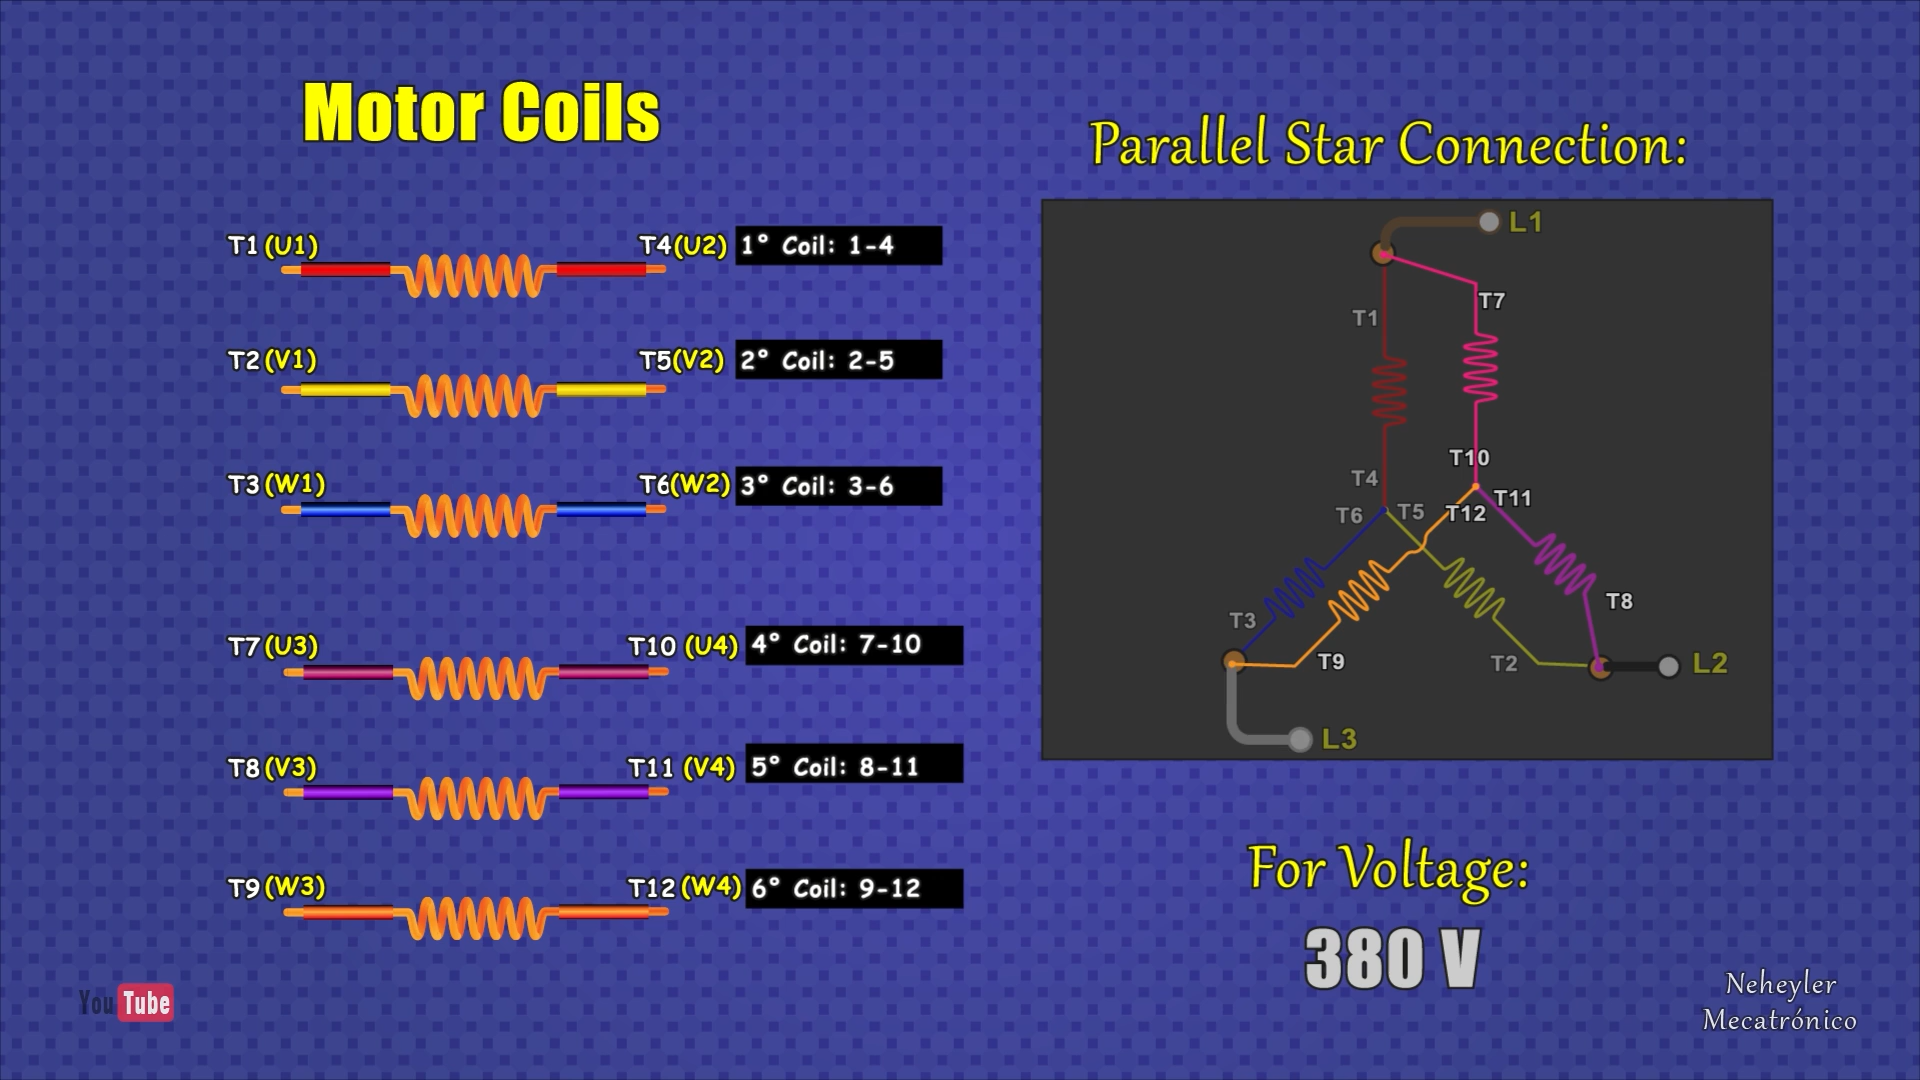 Motor Coils
T1 (U1) T4(U2) 1° Coil: 1-4
T2 (V1) T5(V2) 2° Coil: 2-5
T3 (W1) T6(W2) 3° Coil: 3-6
T7 (U3) T10 (U4) 4° Coil: 7-10
T8 (V3) T11 (V4) 5° Coil: 8-11
T9 (W3) T12 (W4) 6° Coil: 9-12
YouTube
Parallel Star Connection:
L1
T7
T1
T10
T4
T11
T6 T5 T12
T8
T3
T9 T2 L2
L3
For Voltage:
380 V
Neheyler
Mecatrónico